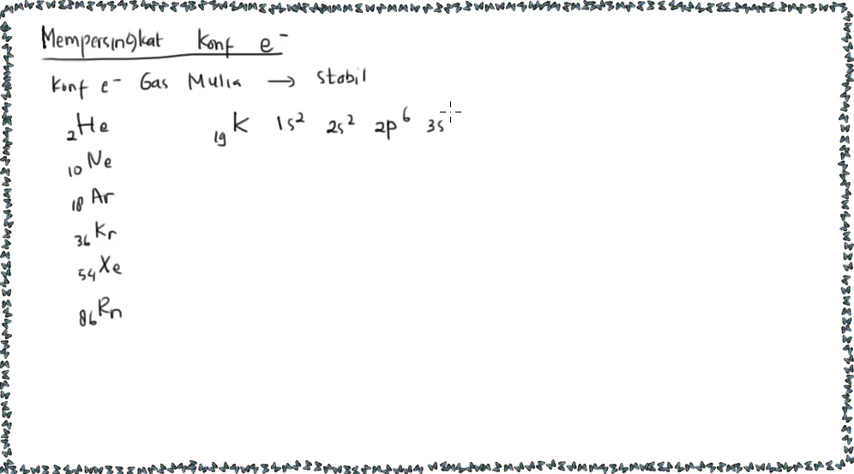 Mempersingkat Konf e⁻
Konf e⁻ Gas Mulia → Stabil
₂He ₁₉K 1s² 2s² 2p⁶ 3s
₁₀Ne
₁₈Ar
₃₆Kr
₅₄Xe
₈₆Rn